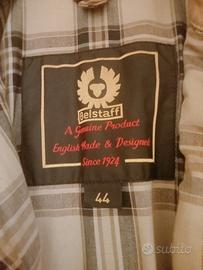 Belstaff
A Genuine Product
English Made & Designed
Since 1924
44
subito